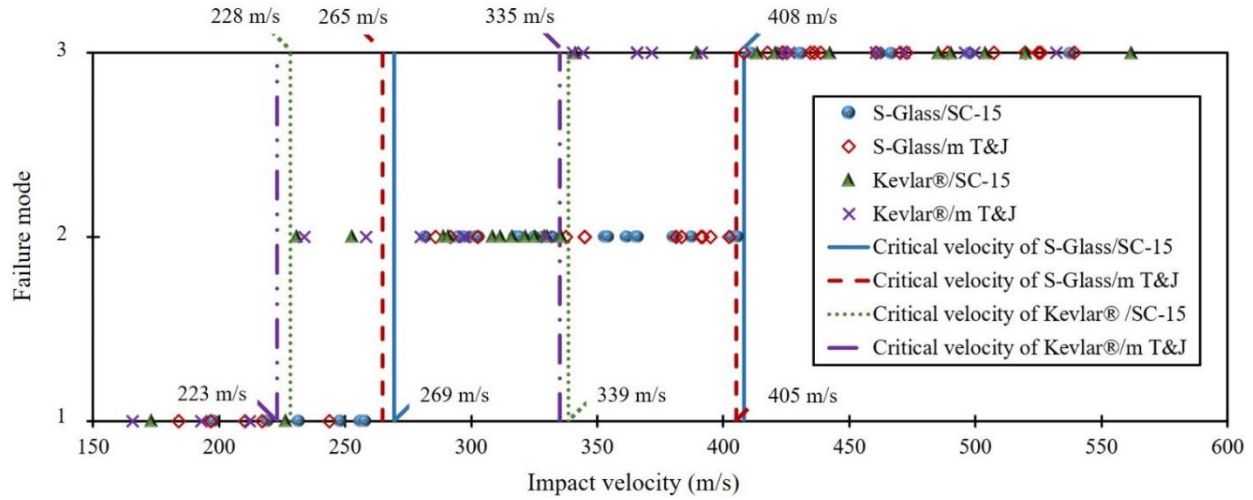 228 m/s
265 m/s
335 m/s
408 m/s
3
2
1
Failure mode
S-Glass/SC-15
S-Glass/m T&J
Kevlar®/SC-15
Kevlar®/m T&J
Critical velocity of S-Glass/SC-15
Critical velocity of S-Glass/m T&J
Critical velocity of Kevlar® /SC-15
Critical velocity of Kevlar®/m T&J
223 m/s
269 m/s
339 m/s
405 m/s
150 200 250 300 350 400 450 500 550 600
Impact velocity (m/s)